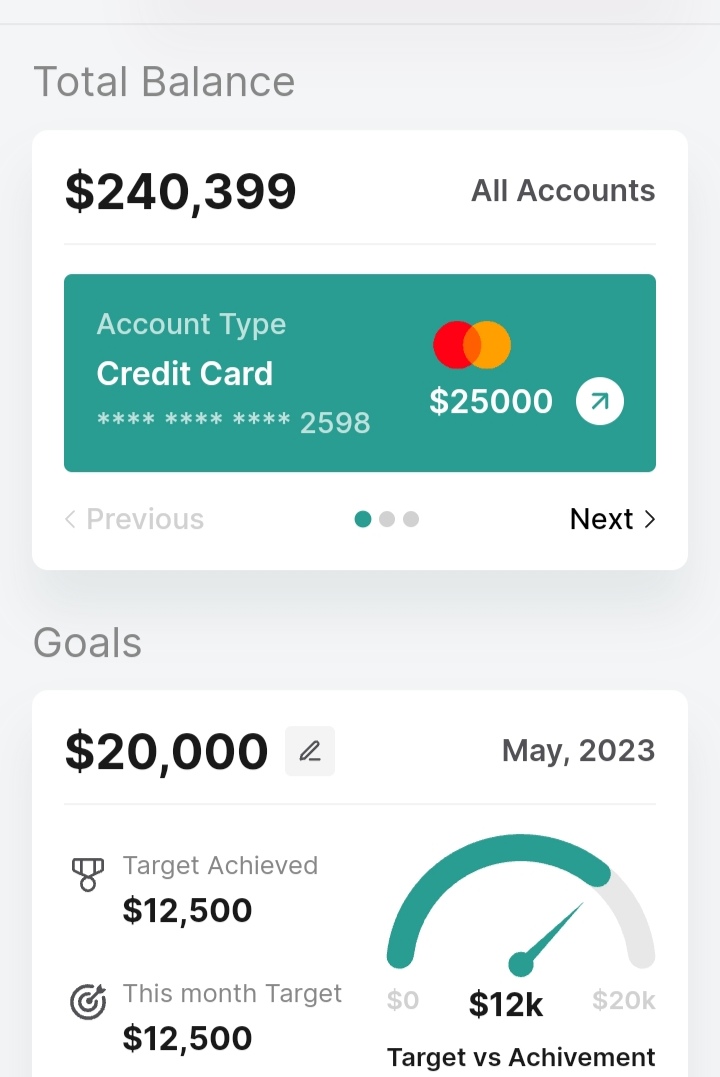 Total Balance
$240,399
All Accounts
Account Type
Credit Card
**** **** **** 2598
$25000
Previous
Next
Goals
$20,000
May, 2023
Target Achieved
$12,500
This month Target
$12,500
$0
$12k
$20k
Target vs Achivement